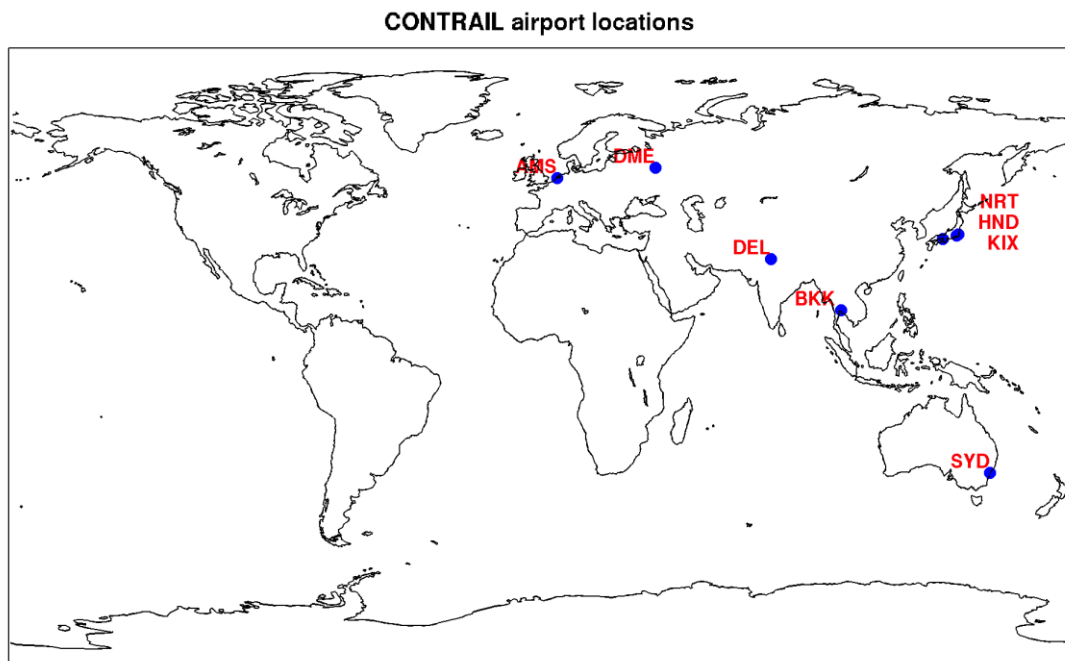 CONTRAIL airport locations
AMS
DME
NRT
HND
KIX
DEL
BKK
SYD